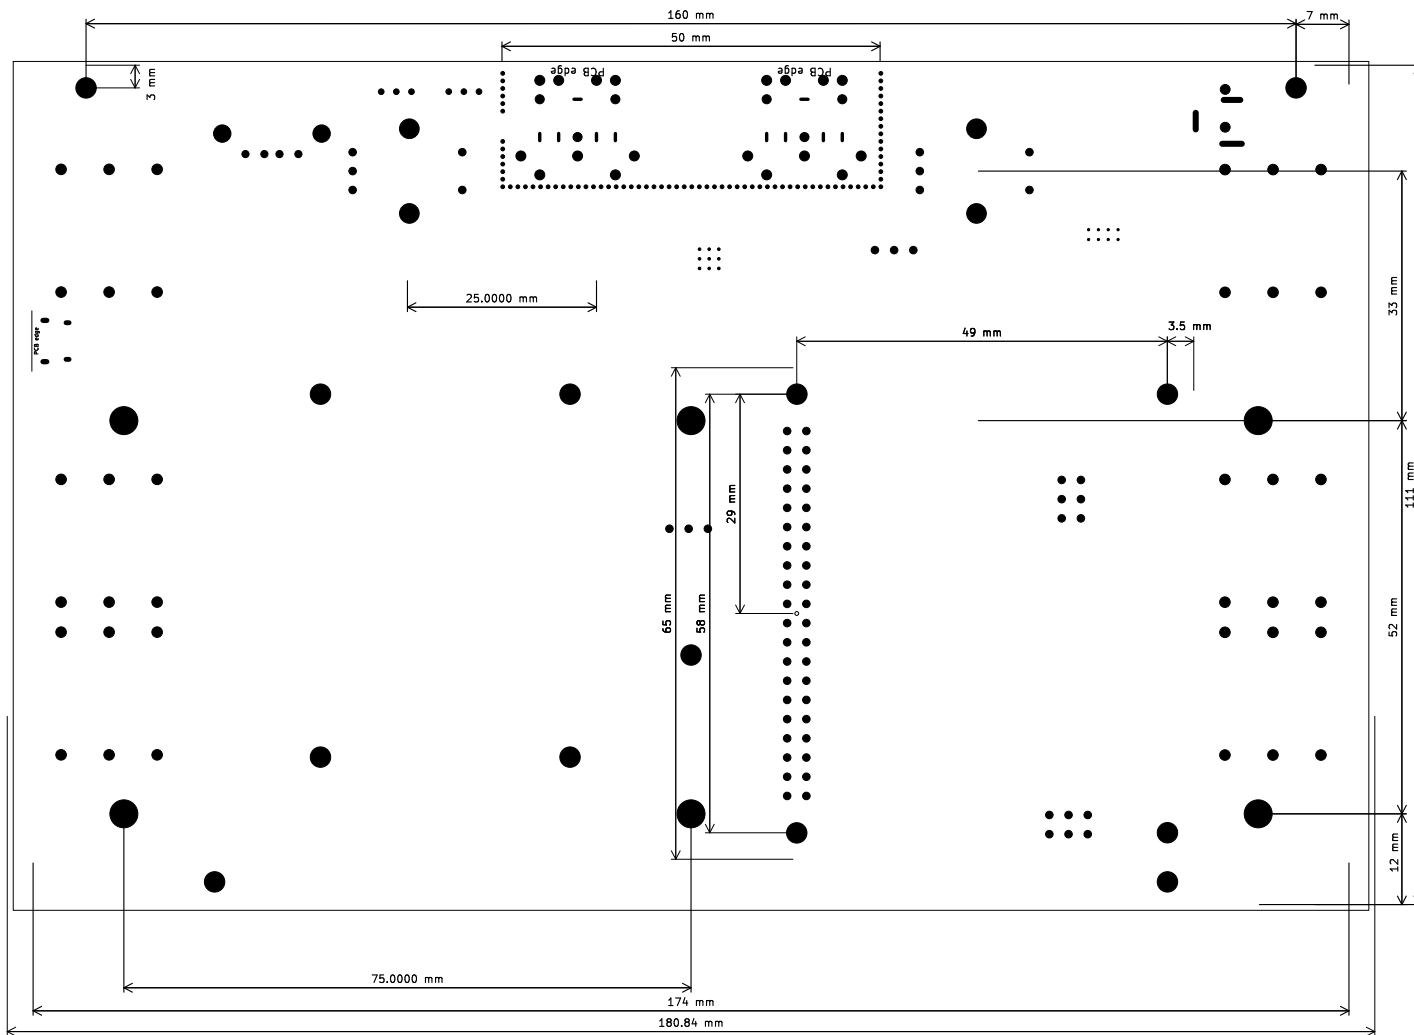 160 mm
7 mm
50 mm
PCB edge
PCB edge
3 mm
25.0000 mm
33 mm
PCB edge
49 mm
3.5 mm
29 mm
111 mm
65 mm
58 mm
52 mm
12 mm
75.0000 mm
174 mm
180.84 mm